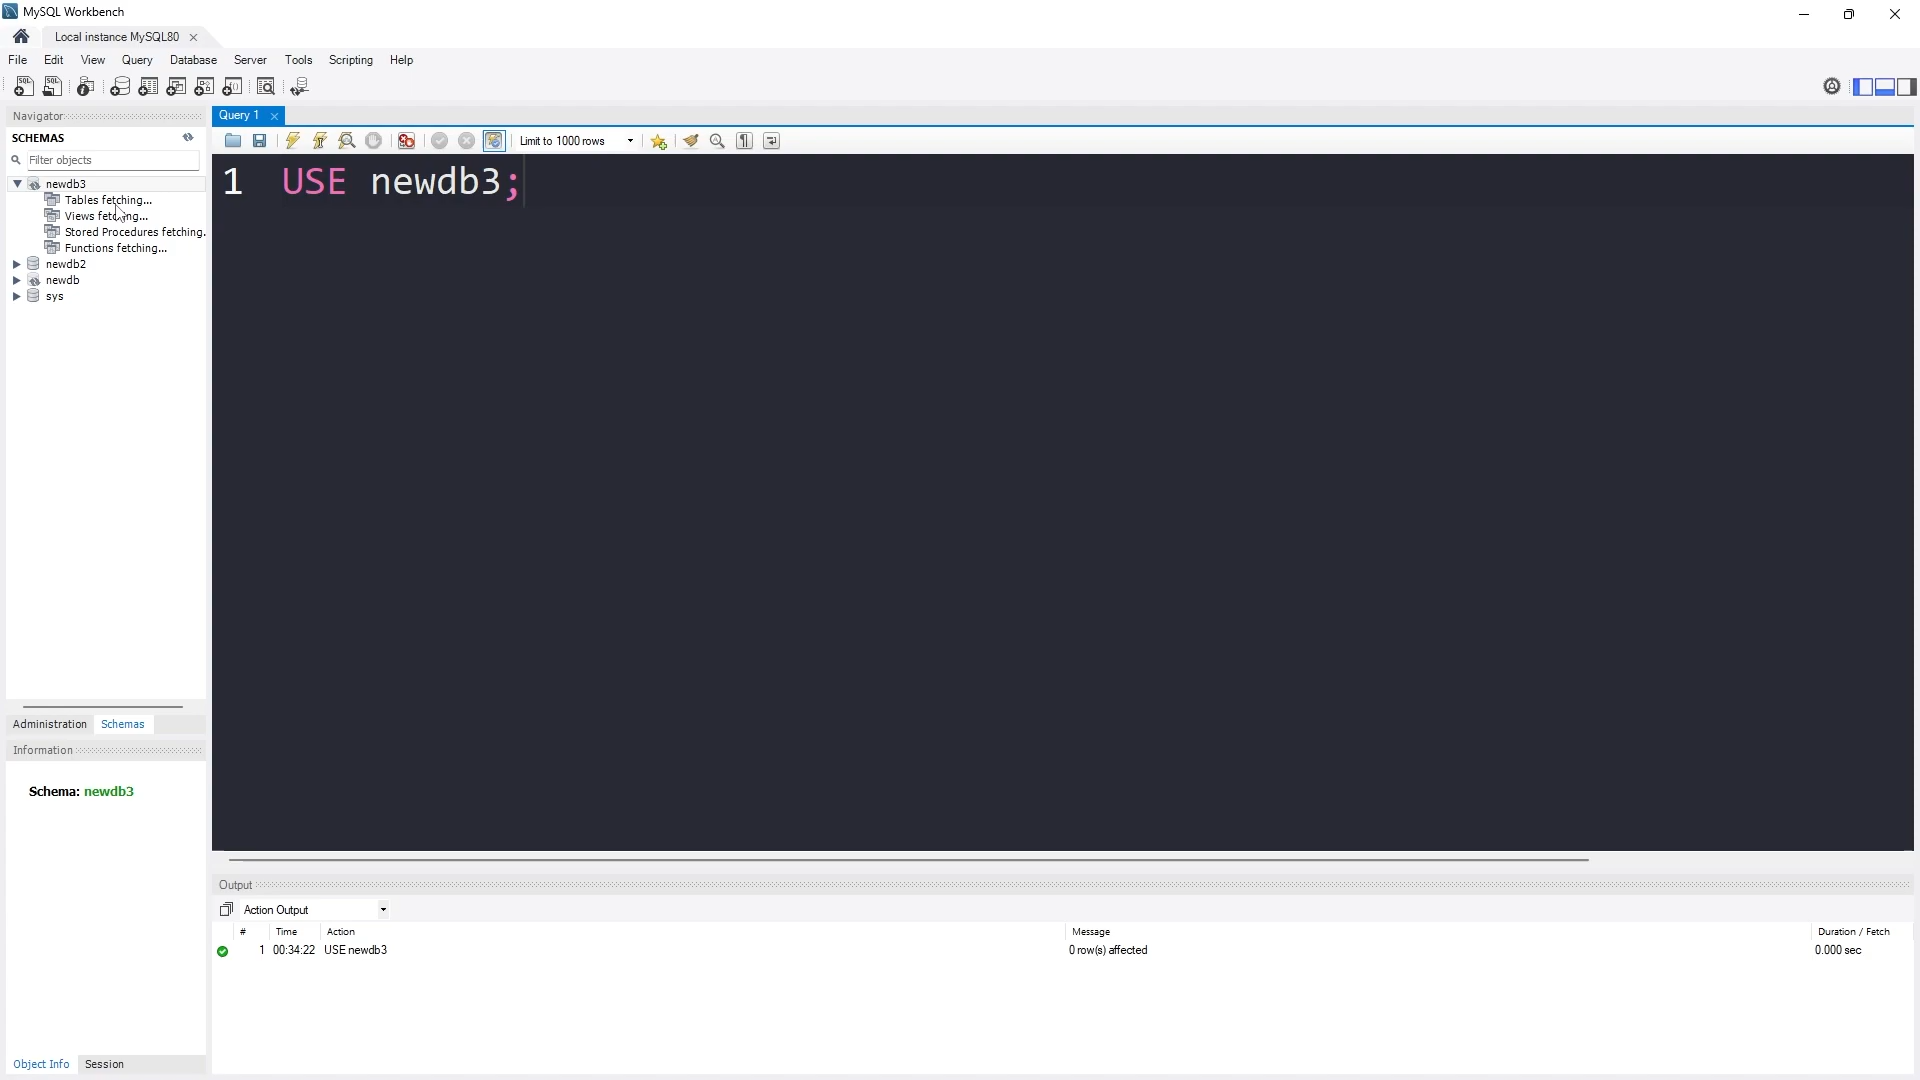 MySQL Workbench
Local instance MySQL80
File Edit View Query Database Server Tools Scripting Help
Navigator
SCHEMAS
Filter objects
newdb3
Tables fetching...
Views fetching...
Stored Procedures fetching.
Functions fetching...
newdb2
newdb
sys
Administration Schemas
Information
Schema: newdb3
Object Info Session
Query 1
Limit to 1000 rows
1 USE newdb3;
Output
Action Output
# Time Action Message Duration / Fetch
1 00:34:22 USE newdb3 0 row(s) affected 0.000 sec